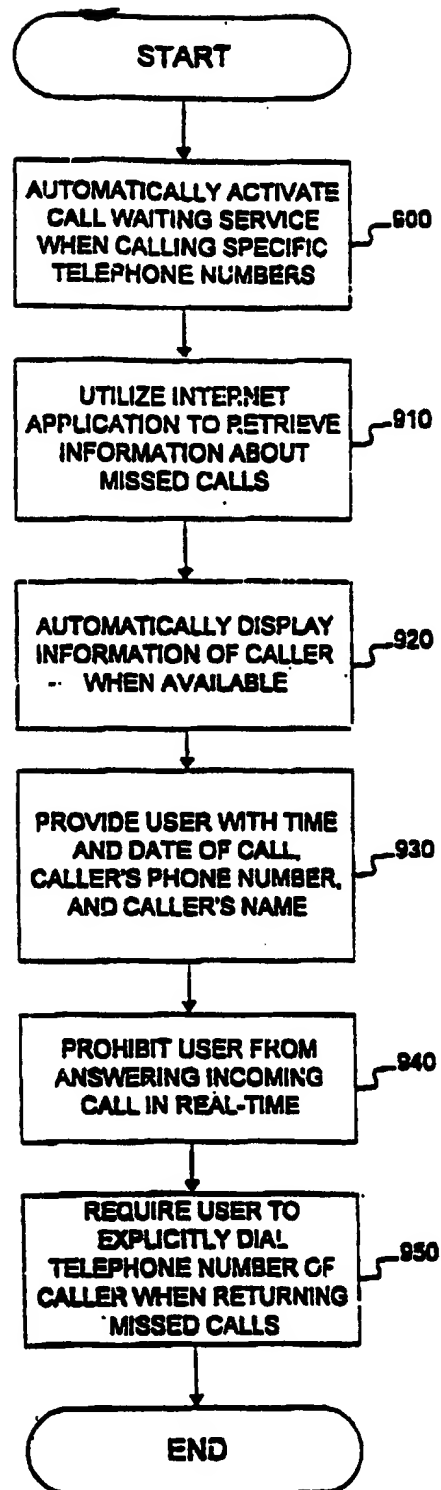 START
AUTOMATICALLY ACTIVATE
CALL WAITING SERVICE
WHEN CALLING SPECIFIC
TELEPHONE NUMBERS
900
UTILIZE INTERNET
APPLICATION TO RETRIEVE
INFORMATION ABOUT
MISSED CALLS
910
AUTOMATICALLY DISPLAY
INFORMATION OF CALLER
WHEN AVAILABLE
920
PROVIDE USER WITH TIME
AND DATE OF CALL,
CALLER'S PHONE NUMBER,
AND CALLER'S NAME
930
PROHIBIT USER FROM
ANSWERING INCOMING
CALL IN REAL-TIME
940
REQUIRE USER TO
EXPLICITLY DIAL
TELEPHONE NUMBER OF
CALLER WHEN RETURNING
MISSED CALLS
950
END